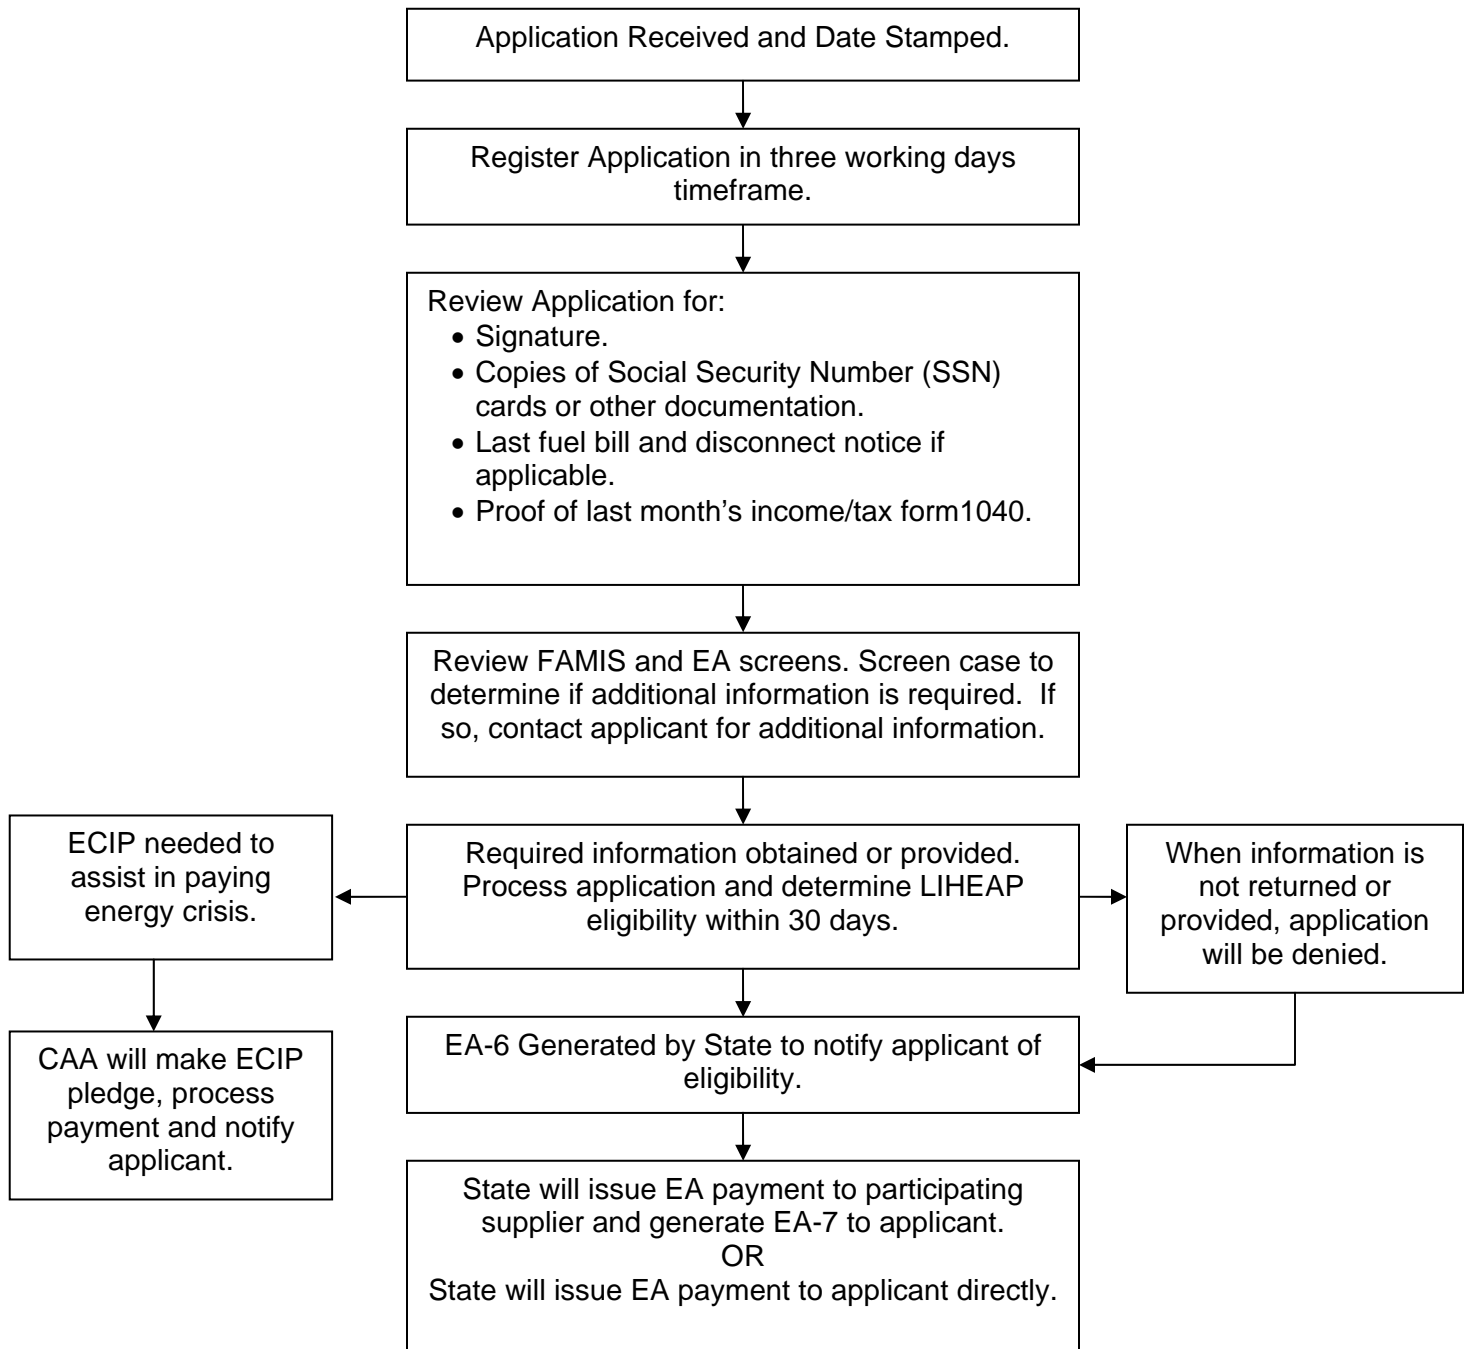 Application Received and Date Stamped.
Register Application in three working days
timeframe.
Review Application for:
• Signature.
• Copies of Social Security Number (SSN)
cards or other documentation.
• Last fuel bill and disconnect notice if
applicable.
• Proof of last month’s income/tax form1040.
Review FAMIS and EA screens. Screen case to
determine if additional information is required.  If
so, contact applicant for additional information.
ECIP needed to
assist in paying
energy crisis.
Required information obtained or provided.
Process application and determine LIHEAP
eligibility within 30 days.
When information is
not returned or
provided, application
will be denied.
CAA will make ECIP
pledge, process
payment and notify
applicant.
EA-6 Generated by State to notify applicant of
eligibility.
State will issue EA payment to participating
supplier and generate EA-7 to applicant.
OR
State will issue EA payment to applicant directly.